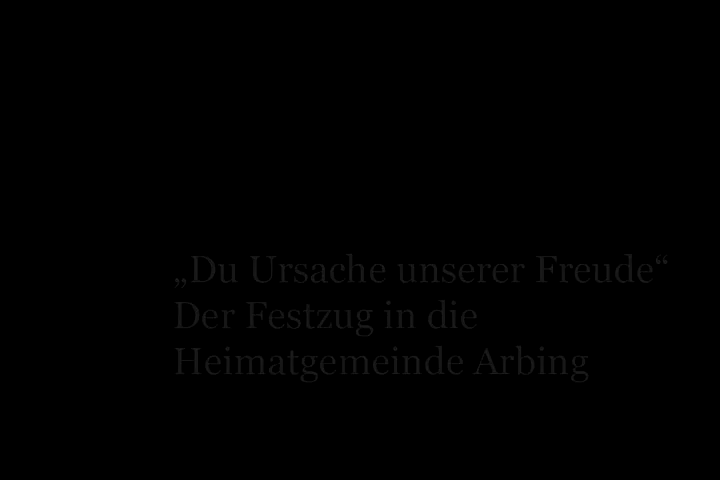 „Du Ursache unserer Freude“
Der Festzug in die
Heimatgemeinde Arbing